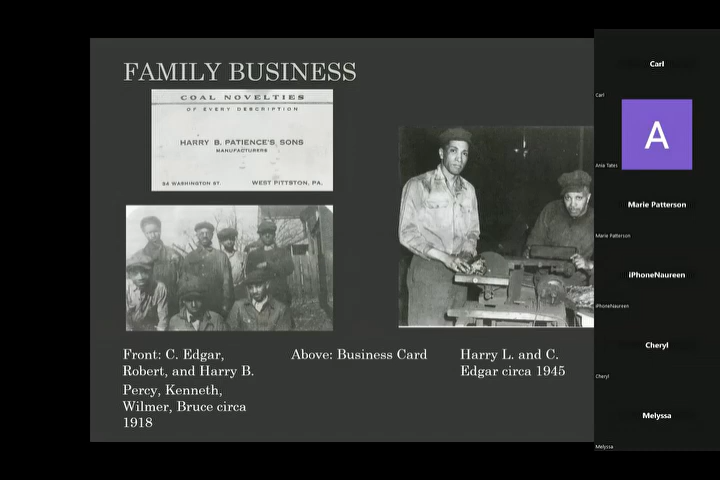 FAMILY BUSINESS
COAL NOVELTIES
OF EVERY DESCRIPTION
HARRY B. PATIENCE'S SONS
MANUFACTURERS
34 WASHINGTON ST. WEST PITTSTON, PA.
Front: C. Edgar,
Robert, and Harry B.
Percy, Kenneth,
Wilmer, Bruce circa
1918
Above: Business Card
Harry L. and C.
Edgar circa 1945
Carl
Carl
A
Ania Tates
Marie Patterson
Marie Patterson
iPhoneNaureen
iPhoneNaureen
Cheryl
Cheryl
Melyssa
Melyssa